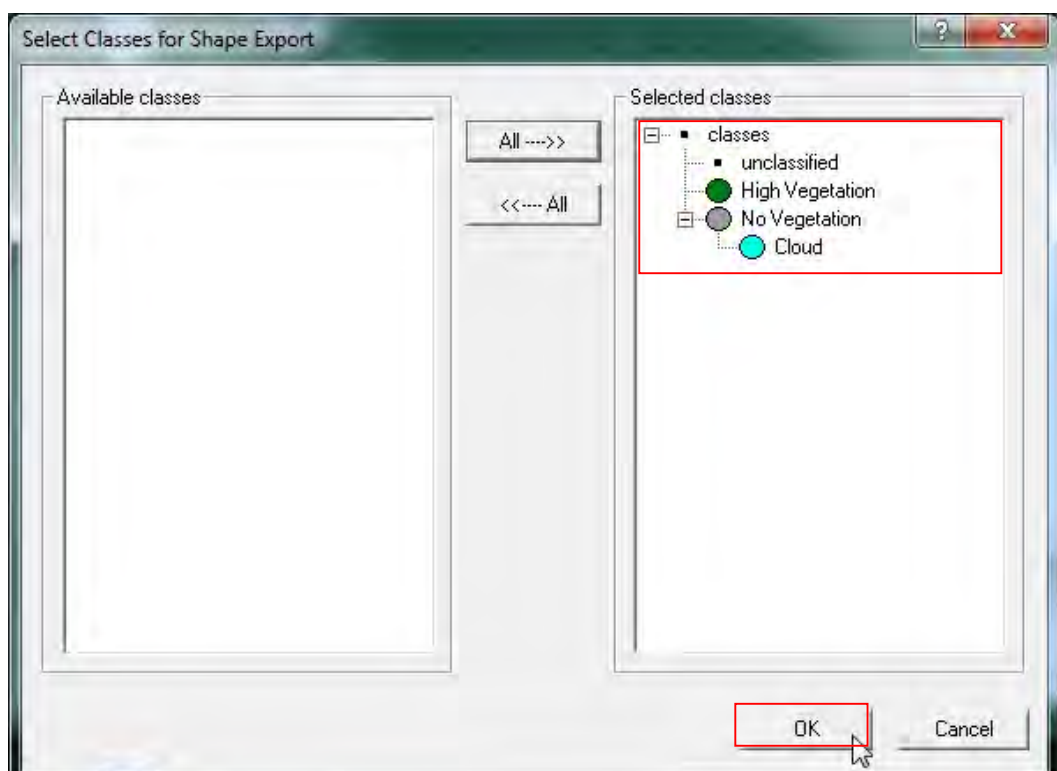 Select Classes for Shape Export
Available classes
All ---->>
<<---- All
Selected classes
classes
unclassified
High Vegetation
No Vegetation
Cloud
OK
Cancel